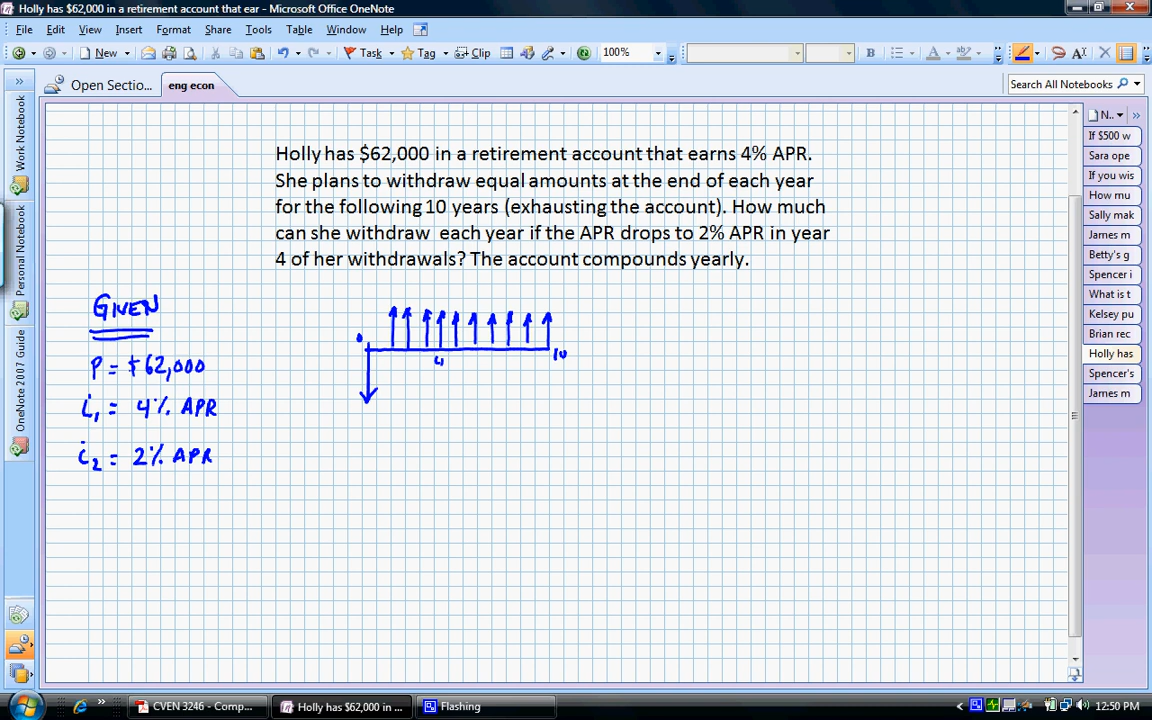 Holly has $62,000 in a retirement account that ear - Microsoft Office OneNote
File Edit View Insert Format Share Tools Table Window Help
New Task Tag Clip 100% B A ab A
Open Sectio... eng econ
Search All Notebooks
Work Notebook
Personal Notebook
OneNote 2007 Guide
Holly has $62,000 in a retirement account that earns 4% APR.
She plans to withdraw equal amounts at the end of each year
for the following 10 years (exhausting the account). How much
can she withdraw each year if the APR drops to 2% APR in year
4 of her withdrawals? The account compounds yearly.
GIVEN
P = $62,000
i1 = 4% APR
i2 = 2% APR
0
4
10
N..
If $500 w
Sara ope
If you wis
How mu
Sally mak
James m
Betty's g
Spencer i
What is t
Kelsey pu
Brian rec
Holly has
Spencer's
James m
CVEN 3246 - Comp... Holly has $62,000 in ... Flashing 12:50 PM